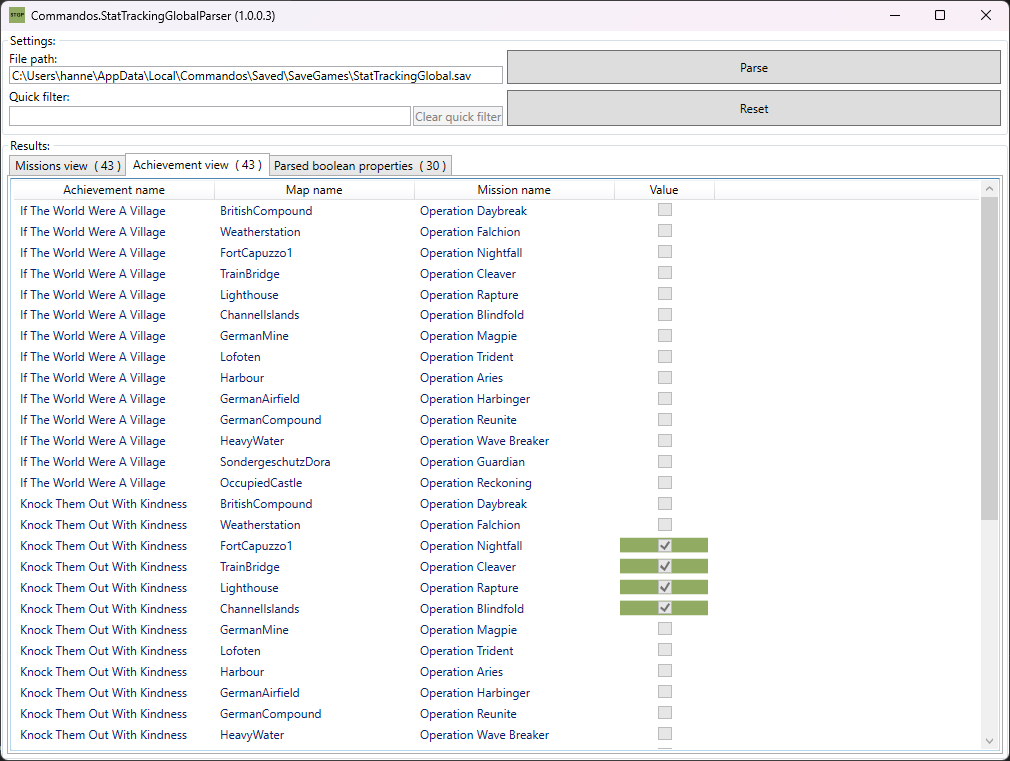 STOP Commandos.StatTrackingGlobalParser (1.0.0.3)
Settings:
File path:
C:\Users\hanne\AppData\Local\Commandos\Saved\SaveGames\StatTrackingGlobal.sav Parse
Quick filter:
Clear quick filter Reset
Results:
Missions view ( 43 ) Achievement view ( 43 ) Parsed boolean properties ( 30 )
Achievement name Map name Mission name Value
If The World Were A Village BritishCompound Operation Daybreak
If The World Were A Village Weatherstation Operation Falchion
If The World Were A Village FortCapuzzo1 Operation Nightfall
If The World Were A Village TrainBridge Operation Cleaver
If The World Were A Village Lighthouse Operation Rapture
If The World Were A Village ChannelIslands Operation Blindfold
If The World Were A Village GermanMine Operation Magpie
If The World Were A Village Lofoten Operation Trident
If The World Were A Village Harbour Operation Aries
If The World Were A Village GermanAirfield Operation Harbinger
If The World Were A Village GermanCompound Operation Reunite
If The World Were A Village HeavyWater Operation Wave Breaker
If The World Were A Village SondergeschutzDora Operation Guardian
If The World Were A Village OccupiedCastle Operation Reckoning
Knock Them Out With Kindness BritishCompound Operation Daybreak
Knock Them Out With Kindness Weatherstation Operation Falchion
Knock Them Out With Kindness FortCapuzzo1 Operation Nightfall
Knock Them Out With Kindness TrainBridge Operation Cleaver
Knock Them Out With Kindness Lighthouse Operation Rapture
Knock Them Out With Kindness ChannelIslands Operation Blindfold
Knock Them Out With Kindness GermanMine Operation Magpie
Knock Them Out With Kindness Lofoten Operation Trident
Knock Them Out With Kindness Harbour Operation Aries
Knock Them Out With Kindness GermanAirfield Operation Harbinger
Knock Them Out With Kindness GermanCompound Operation Reunite
Knock Them Out With Kindness HeavyWater Operation Wave Breaker